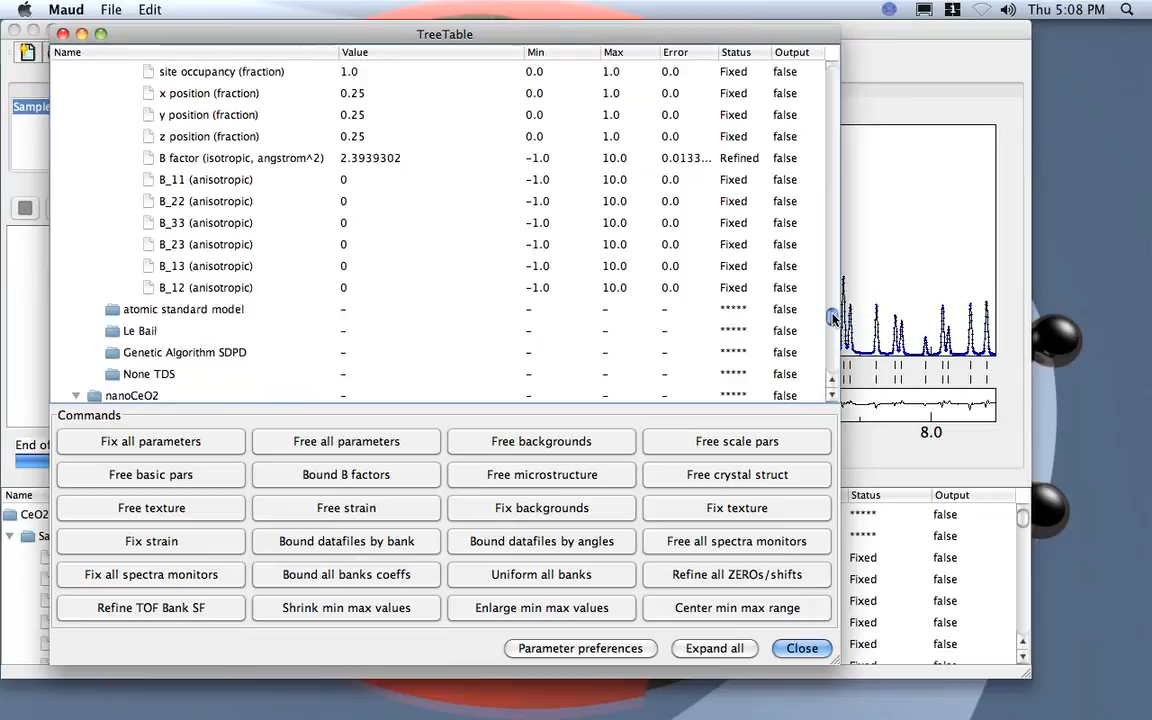 Maud File Edit 1 Thu 5:08 PM
TreeTable
Name Value Min Max Error Status Output
site occupancy (fraction) 1.0 0.0 1.0 0.0 Fixed false
x position (fraction) 0.25 0.0 1.0 0.0 Fixed false
y position (fraction) 0.25 0.0 1.0 0.0 Fixed false
z position (fraction) 0.25 0.0 1.0 0.0 Fixed false
B factor (isotropic, angstrom^2) 2.3939302 -1.0 10.0 0.0133... Refined false
B_11 (anisotropic) 0 -1.0 10.0 0.0 Fixed false
B_22 (anisotropic) 0 -1.0 10.0 0.0 Fixed false
B_33 (anisotropic) 0 -1.0 10.0 0.0 Fixed false
B_23 (anisotropic) 0 -1.0 10.0 0.0 Fixed false
B_13 (anisotropic) 0 -1.0 10.0 0.0 Fixed false
B_12 (anisotropic) 0 -1.0 10.0 0.0 Fixed false
atomic standard model - - - - ***** false
Le Bail - - - - ***** false
Genetic Algorithm SDPD - - - - ***** false
None TDS - - - - ***** false
nanoCeO2 - - - - ***** false
Commands
Fix all parameters Free all parameters Free backgrounds Free scale pars
Free basic pars Bound B factors Free microstructure Free crystal struct
Free texture Free strain Fix backgrounds Fix texture
Fix strain Bound datafiles by bank Bound datafiles by angles Free all spectra monitors
Fix all spectra monitors Bound all banks coeffs Uniform all banks Refine all ZEROs/shifts
Refine TOF Bank SF Shrink min max values Enlarge min max values Center min max range
Parameter preferences Expand all Close
Sample
End of
8.0
Name Status Output
CeO2 ***** false
Sa ***** false
Fixed false
Fixed false
Fixed false
Fixed false
Fixed false